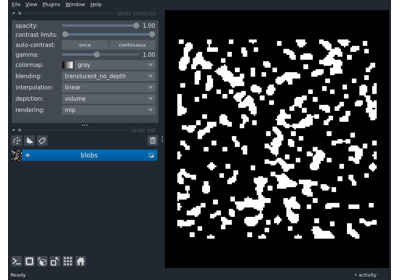 File View Plugins Window Help
layer controls
opacity: 1.00
contrast limits:
auto-contrast: once continuous
gamma: 1.00
colormap: gray
blending: translucent_no_depth
interpolation: linear
depiction: volume
rendering: mip
layer list
blobs
Ready activity